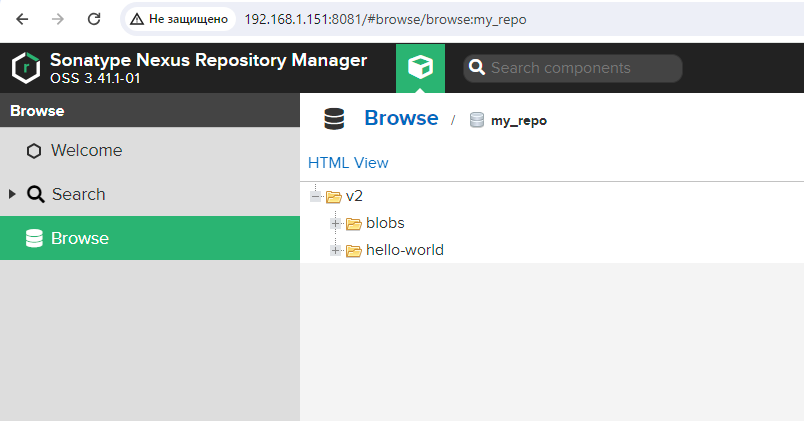 Не защищено 192.168.1.151:8081/#browse/browse:my_repo
Sonatype Nexus Repository Manager
OSS 3.41.1-01
Search components
Browse
Welcome
Search
Browse
Browse / my_repo
HTML View
v2
blobs
hello-world